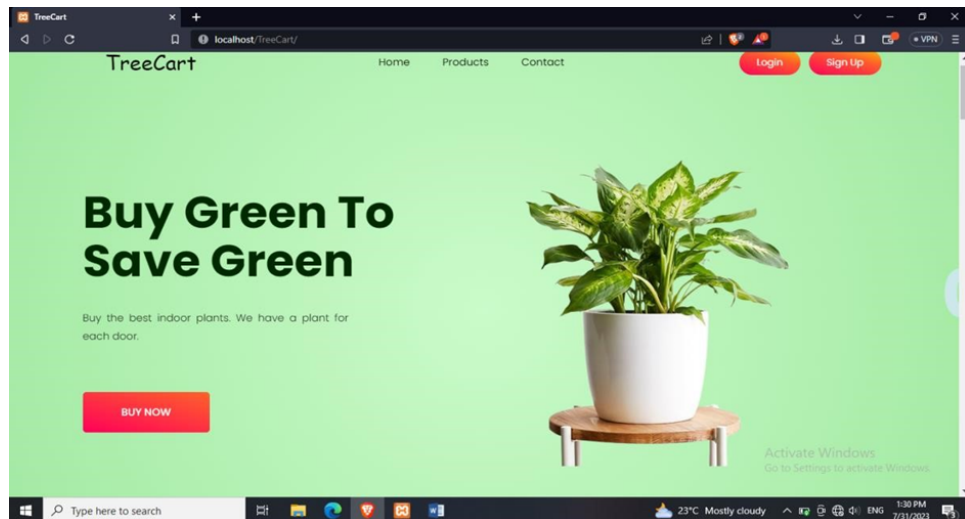 TreeCart
localhost/TreeCart/
VPN
TreeCart
Home Products Contact
Login Sign Up
Buy Green To
Save Green
Buy the best indoor plants. We have a plant for
each door.
BUY NOW
Activate Windows
Go to Settings to activate Windows.
Type here to search
23°C Mostly cloudy
ENG
1:30 PM
7/31/2023